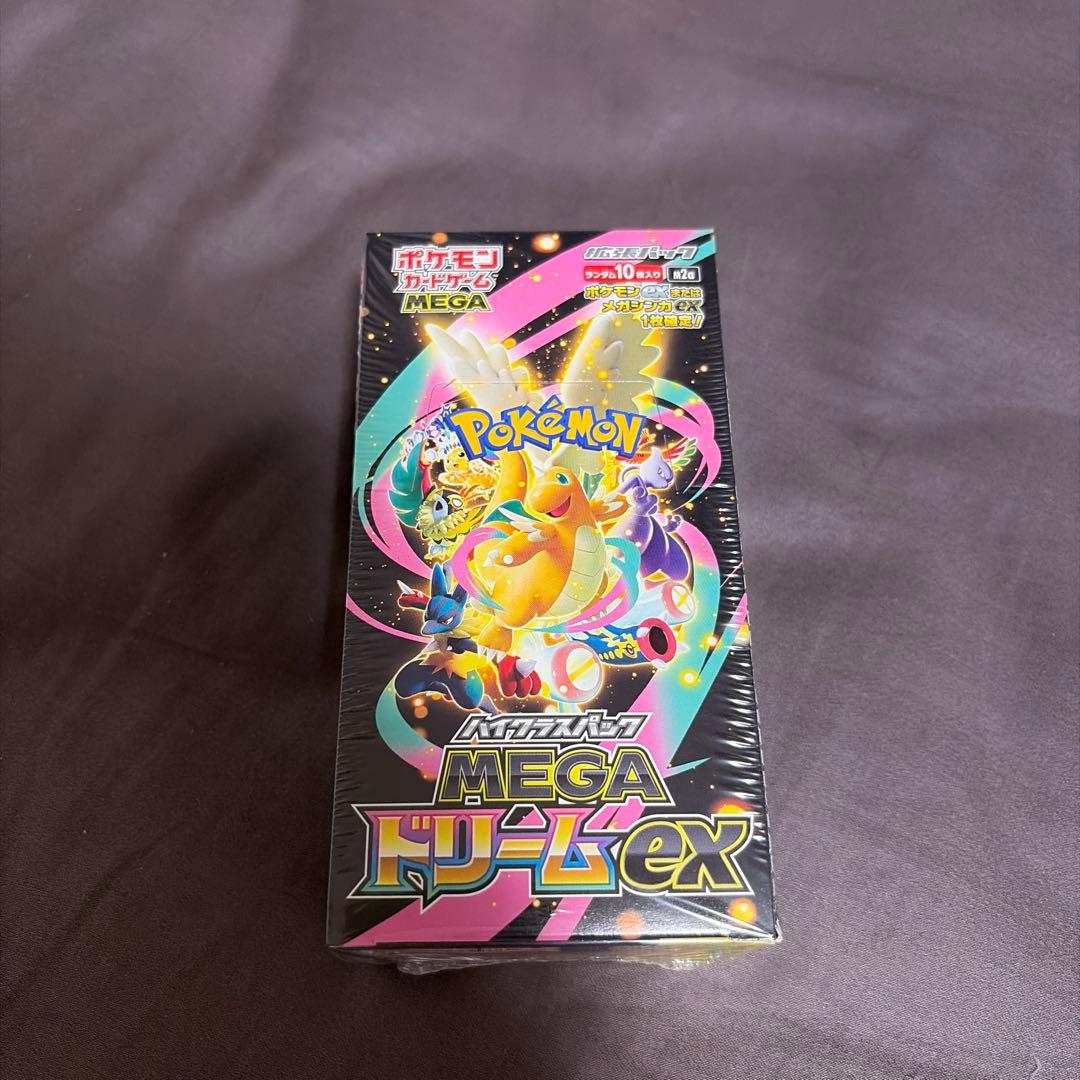 ポケモン
カードゲーム
MEGA
拡張パック
ランダム10枚入り M2a
ポケモンexまたは
メガシンカex
1枚確定!
POKéMON
TM
ハイクラスパック
MEGA
ドリームex